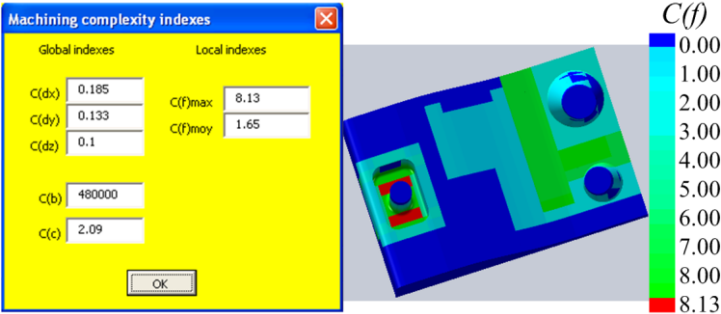 Machining complexity indexes
Global indexes Local indexes
C(dx) 0.185
C(dy) 0.133
C(dz) 0.1
C(f)max 8.13
C(f)moy 1.65
C(b) 480000
C(c) 2.09
OK
C(f)
0.00
1.00
2.00
3.00
4.00
5.00
6.00
7.00
8.00
8.13